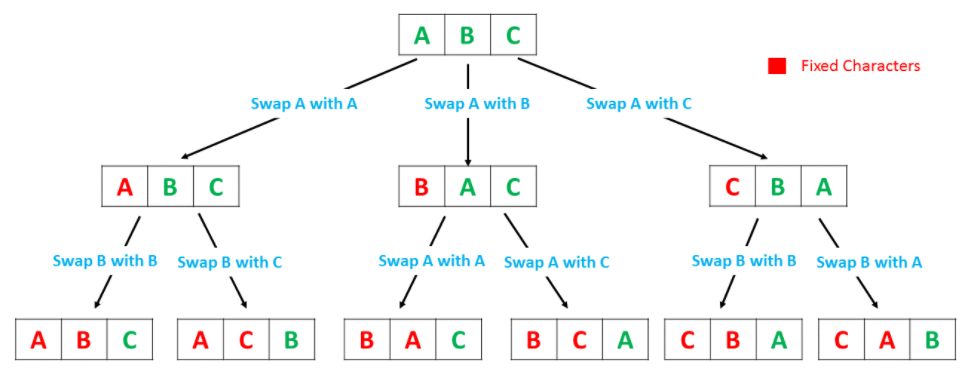 A B C
Fixed Characters
Swap A with A
Swap A with B
Swap A with C
A B C
B A C
C B A
Swap B with B
Swap B with C
Swap A with A
Swap A with C
Swap B with B
Swap B with A
A B C
A C B
B A C
B C A
C B A
C A B